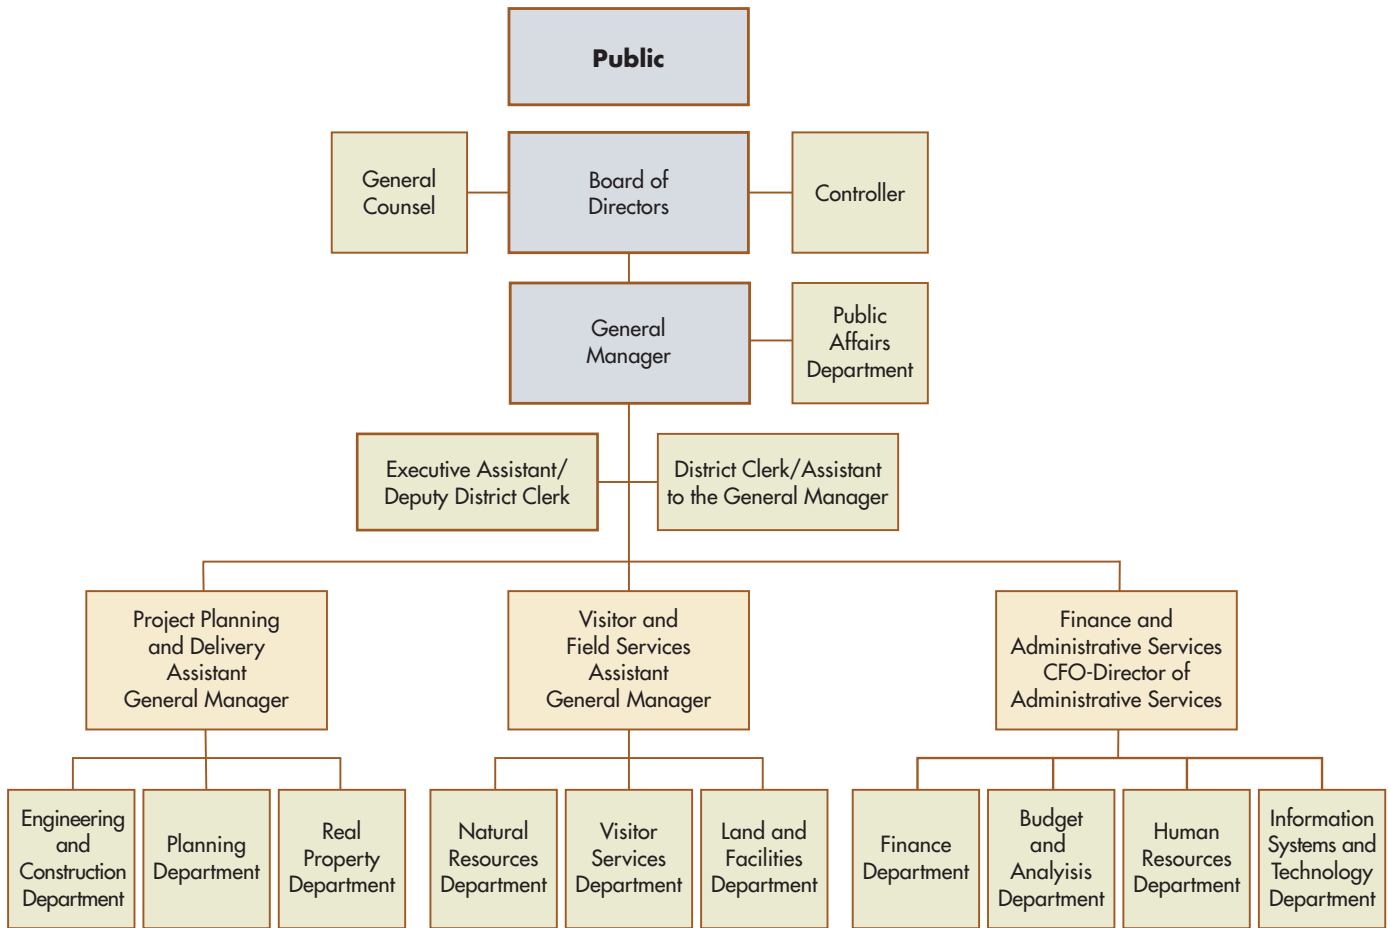 Public
General
Counsel
Board of
Directors
Controller
General
Manager
Public
Affairs
Department
Executive Assistant/
Deputy District Clerk
District Clerk/Assistant
to the General Manager
Project Planning
and Delivery
Assistant
General Manager
Visitor and
Field Services
Assistant
General Manager
Finance and
Administrative Services
CFO-Director of
Administrative Services
Engineering
and
Construction
Department
Planning
Department
Real
Property
Department
Natural
Resources
Department
Visitor
Services
Department
Land and
Facilities
Department
Finance
Department
Budget
and
Analyisis
Department
Human
Resources
Department
Information
Systems and
Technology
Department